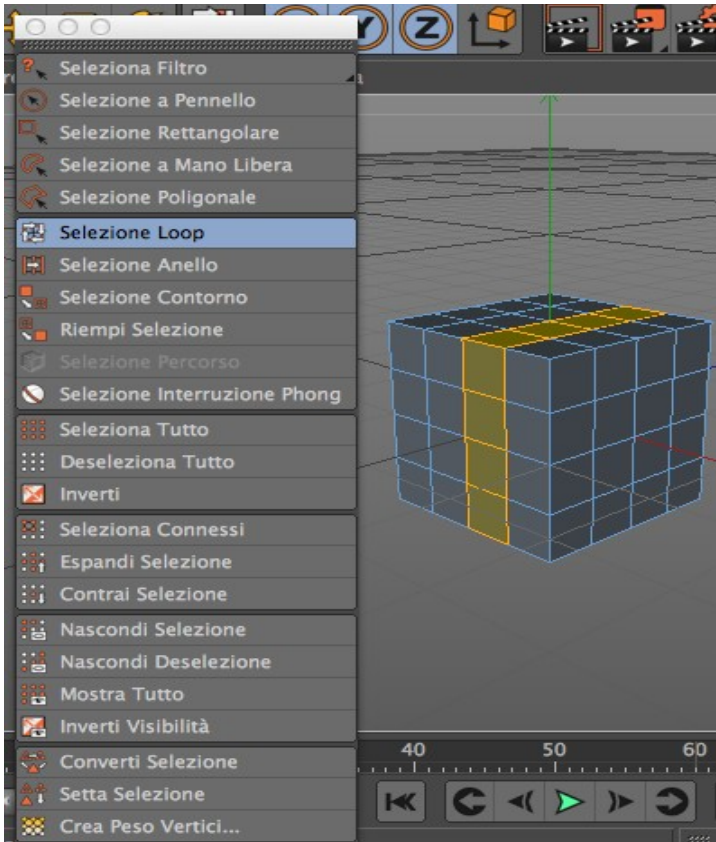 Y
Z
Seleziona Filtro
Selezione a Pennello
Selezione Rettangolare
Selezione a Mano Libera
Selezione Poligonale
Selezione Loop
Selezione Anello
Selezione Contorno
Riempi Selezione
Selezione Percorso
Selezione Interruzione Phong
Seleziona Tutto
Deseleziona Tutto
Inverti
Seleziona Connessi
Espandi Selezione
Contrai Selezione
Nascondi Selezione
Nascondi Deselezione
Mostra Tutto
Inverti Visibilità
40 50 60
Converti Selezione
Setta Selezione
Crea Peso Vertici...